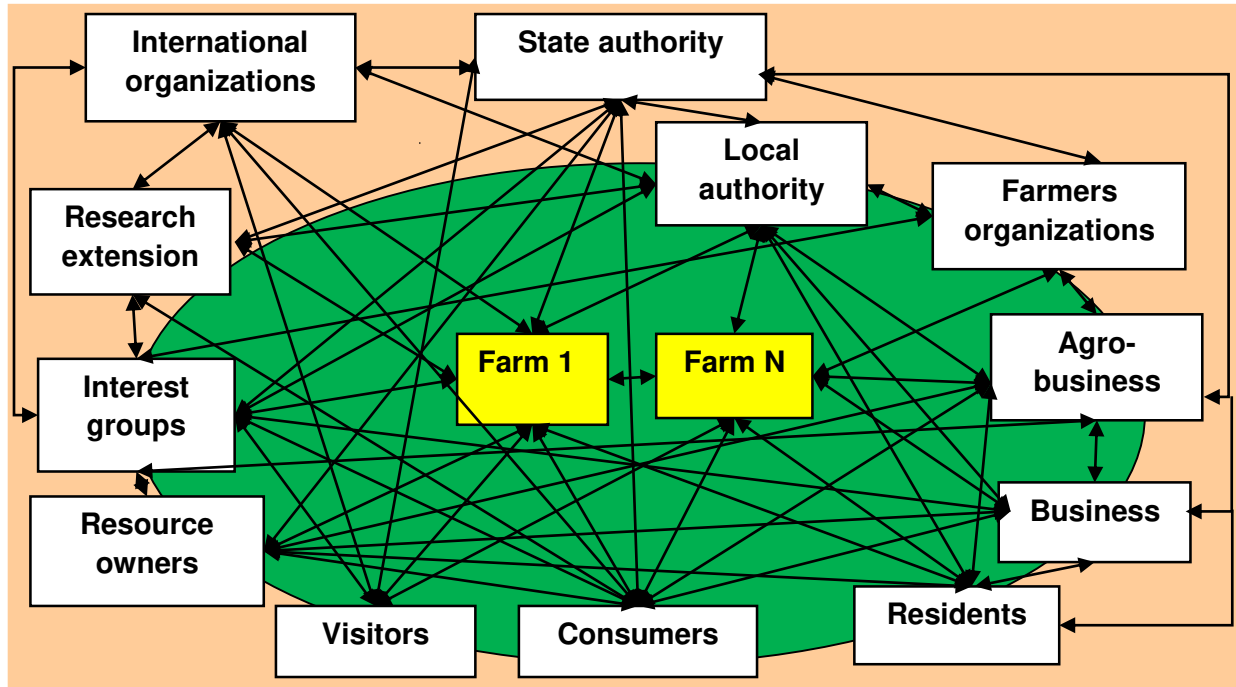 International
organizations
State authority
Local
authority
Farmers
organizations
Research
extension
Farm 1
Farm N
Agro-
business
Interest
groups
Resource
owners
Business
Visitors
Consumers
Residents